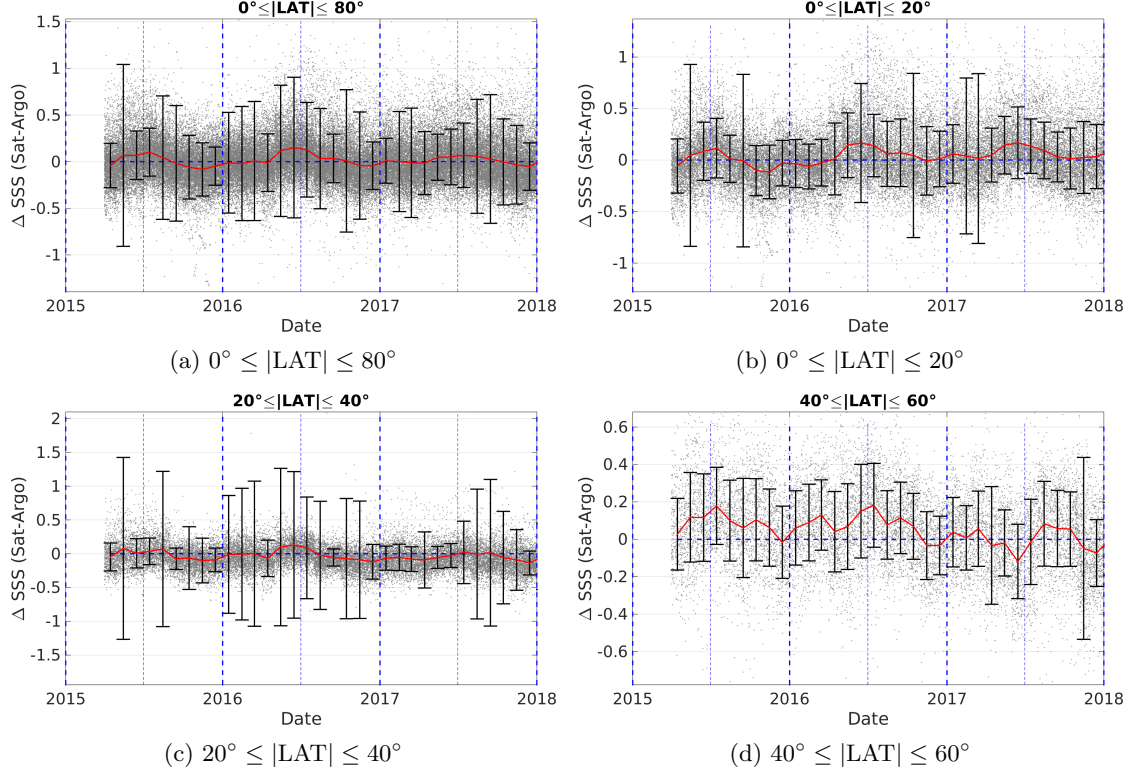 0°≤|LAT|≤ 80°
Δ SSS (Sat-Argo)
1.5
1
0.5
0
-0.5
-1
2015 2016 2017 2018
Date
(a) 0° ≤ |LAT| ≤ 80°
0°≤|LAT|≤ 20°
Δ SSS (Sat-Argo)
1
0.5
0
-0.5
-1
2015 2016 2017 2018
Date
(b) 0° ≤ |LAT| ≤ 20°
20°≤|LAT|≤ 40°
Δ SSS (Sat-Argo)
2
1.5
1
0.5
0
-0.5
-1
-1.5
2015 2016 2017 2018
Date
(c) 20° ≤ |LAT| ≤ 40°
40°≤|LAT|≤ 60°
Δ SSS (Sat-Argo)
0.6
0.4
0.2
0
-0.2
-0.4
-0.6
2015 2016 2017 2018
Date
(d) 40° ≤ |LAT| ≤ 60°